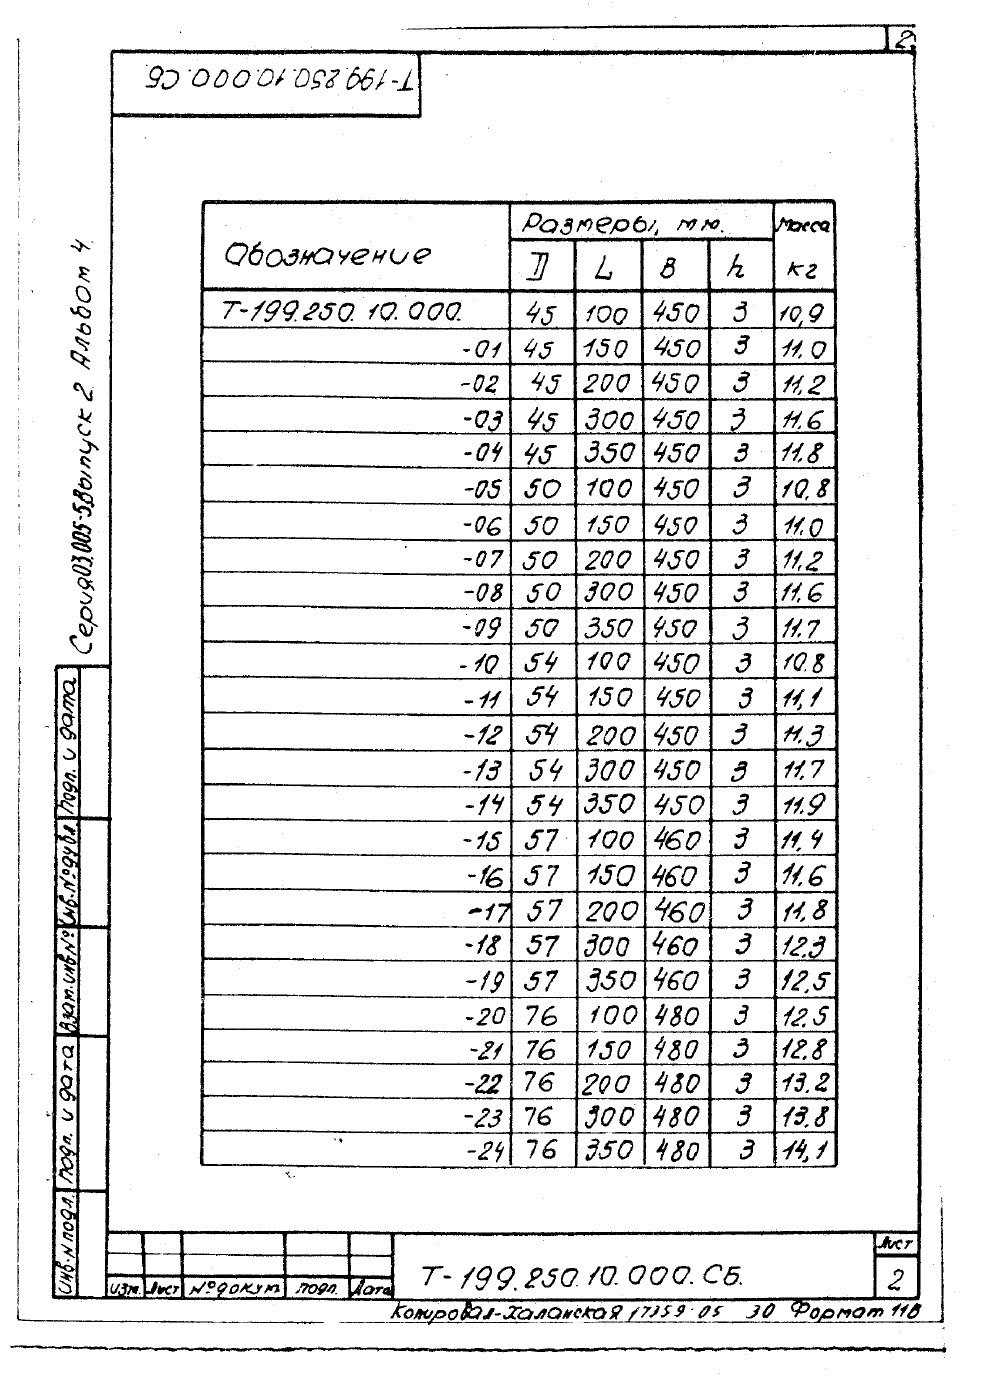 2
Т-199.250.10.000.СБ
Серия 03.005-5 Выпуск 2 Альбом 4.
Обозначение Размеры, мм. Масса кг
D L B h
Т-199.250.10.000. 45 100 450 3 10,9
-01 45 150 450 3 11.0
-02 45 200 450 3 11.2
-03 45 300 450 3 11.6
-04 45 350 450 3 11.8
-05 50 100 450 3 10.8
-06 50 150 450 3 11.0
-07 50 200 450 3 11.2
-08 50 300 450 3 11.6
-09 50 350 450 3 11.7
-10 54 100 450 3 10.8
-11 54 150 450 3 11,1
-12 54 200 450 3 11.3
-13 54 300 450 3 11.7
-14 54 350 450 3 11.9
-15 57 100 460 3 11,4
-16 57 150 460 3 11.6
-17 57 200 460 3 11,8
-18 57 300 460 3 12.3
-19 57 350 460 3 12,5
-20 76 100 480 3 12.5
-21 76 150 480 3 12.8
-22 76 200 480 3 13.2
-23 76 300 480 3 13,8
-24 76 350 480 3 14,1
Подп. и дата
Инв. № дубл.
Взам. инв №
Подп. и дата
Инв. N подл.
Изм. Лист № докум подп. Дата
Т-199.250.10.000.СБ.
Лист
2
Копировал-Халанская 17359-05 30 Формат 11В